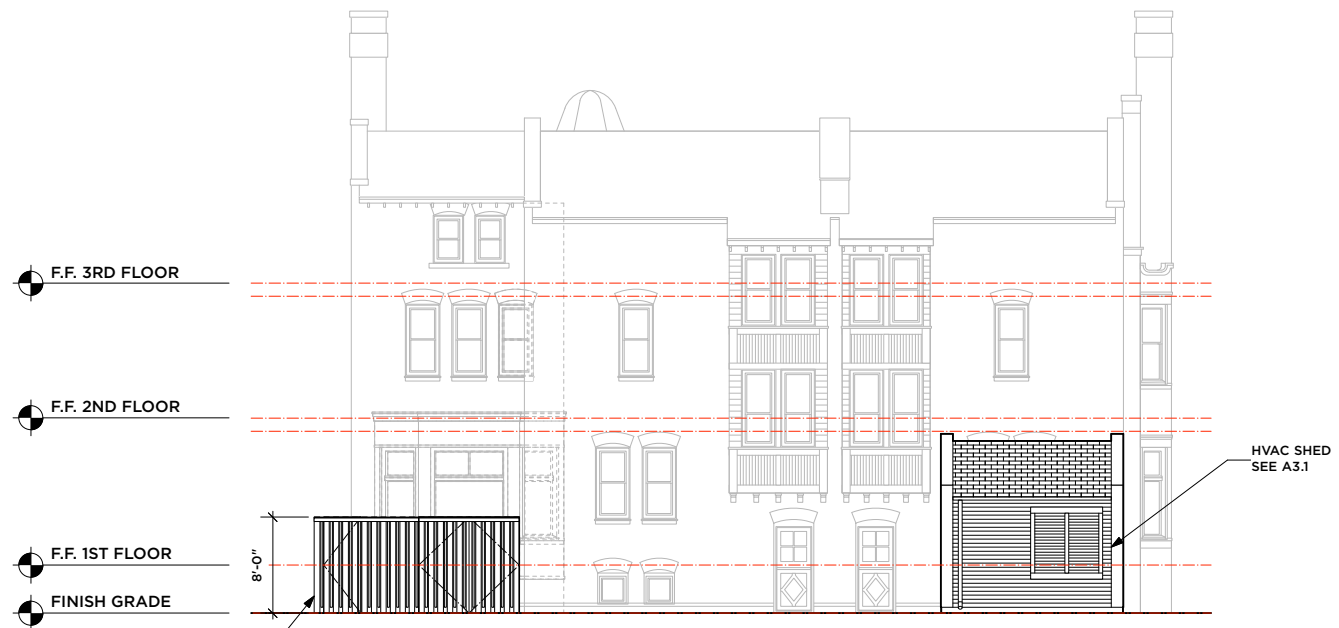 F.F. 3RD FLOOR
F.F. 2ND FLOOR
HVAC SHED
SEE A3.1
F.F. 1ST FLOOR
8'-0"
FINISH GRADE